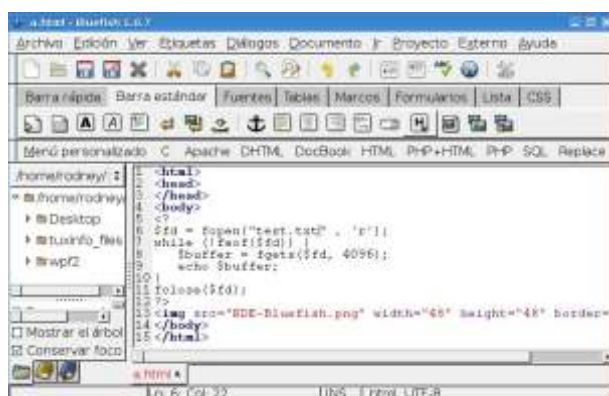 a.html - Bluefish 1.0.7
Archivo Edición Ver Etiquetas Diálogos Documento Ir Proyecto Externo Ayuda
Barra rápida Barra estándar Fuentes Tablas Marcos Formularios Lista CSS
Menú personalizado C Apache DHTML DocBook HTML PHP+HTML PHP SQL Replace
/home/rodney/
/home/rodney
Desktop
tuxinfo_files
wpf2
Mostrar el árbol
Conservar foco
1 <html>
2 <head>
3 </head>
4 <body>
5 <?
6 $fd = fopen("test.txt" , 'r');
7 while (!feof($fd)) {
8 $buffer = fgets($fd, 4096);
9 echo $buffer;
10 }
11 fclose($fd);
12 ?>
13 <img src="HDE-Bluefish.png" width="48" height="48" border=
14 </body>
15 </html>
a.html
Ln: 6; Col: 22 INS html, UTF-8